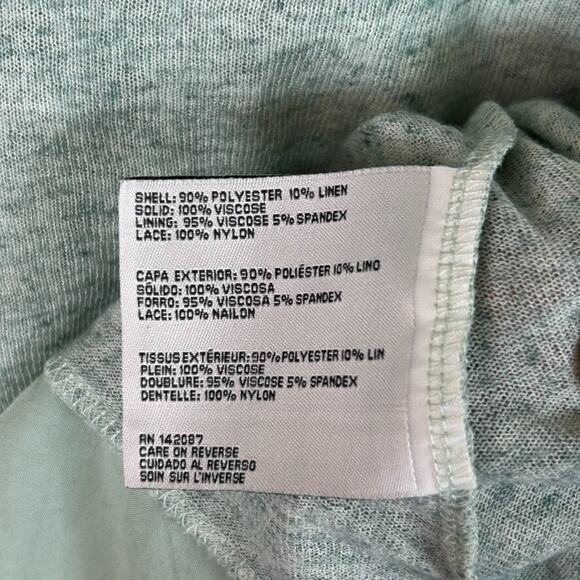 SHELL: 90% POLYESTER 10% LINEN
SOLID: 100% VISCOSE
LINING: 95% VISCOSE 5% SPANDEX
LACE: 100% NYLON
CAPA EXTERIOR: 90% POLIÉSTER 10% LINO
SÓLIDO: 100% VISCOSA
FORRO: 95% VISCOSA 5% SPANDEX
LACE: 100% NAILON
TISSUS EXTÉRIEUR: 90% POLYESTER 10% LIN
PLEIN: 100% VISCOSE
DOUBLURE: 95% VISCOSE 5% SPANDEX
DENTELLE: 100% NYLON
RN 142087
CARE ON REVERSE
CUIDADO AL REVERSO
SOIN SUR L'INVERSE